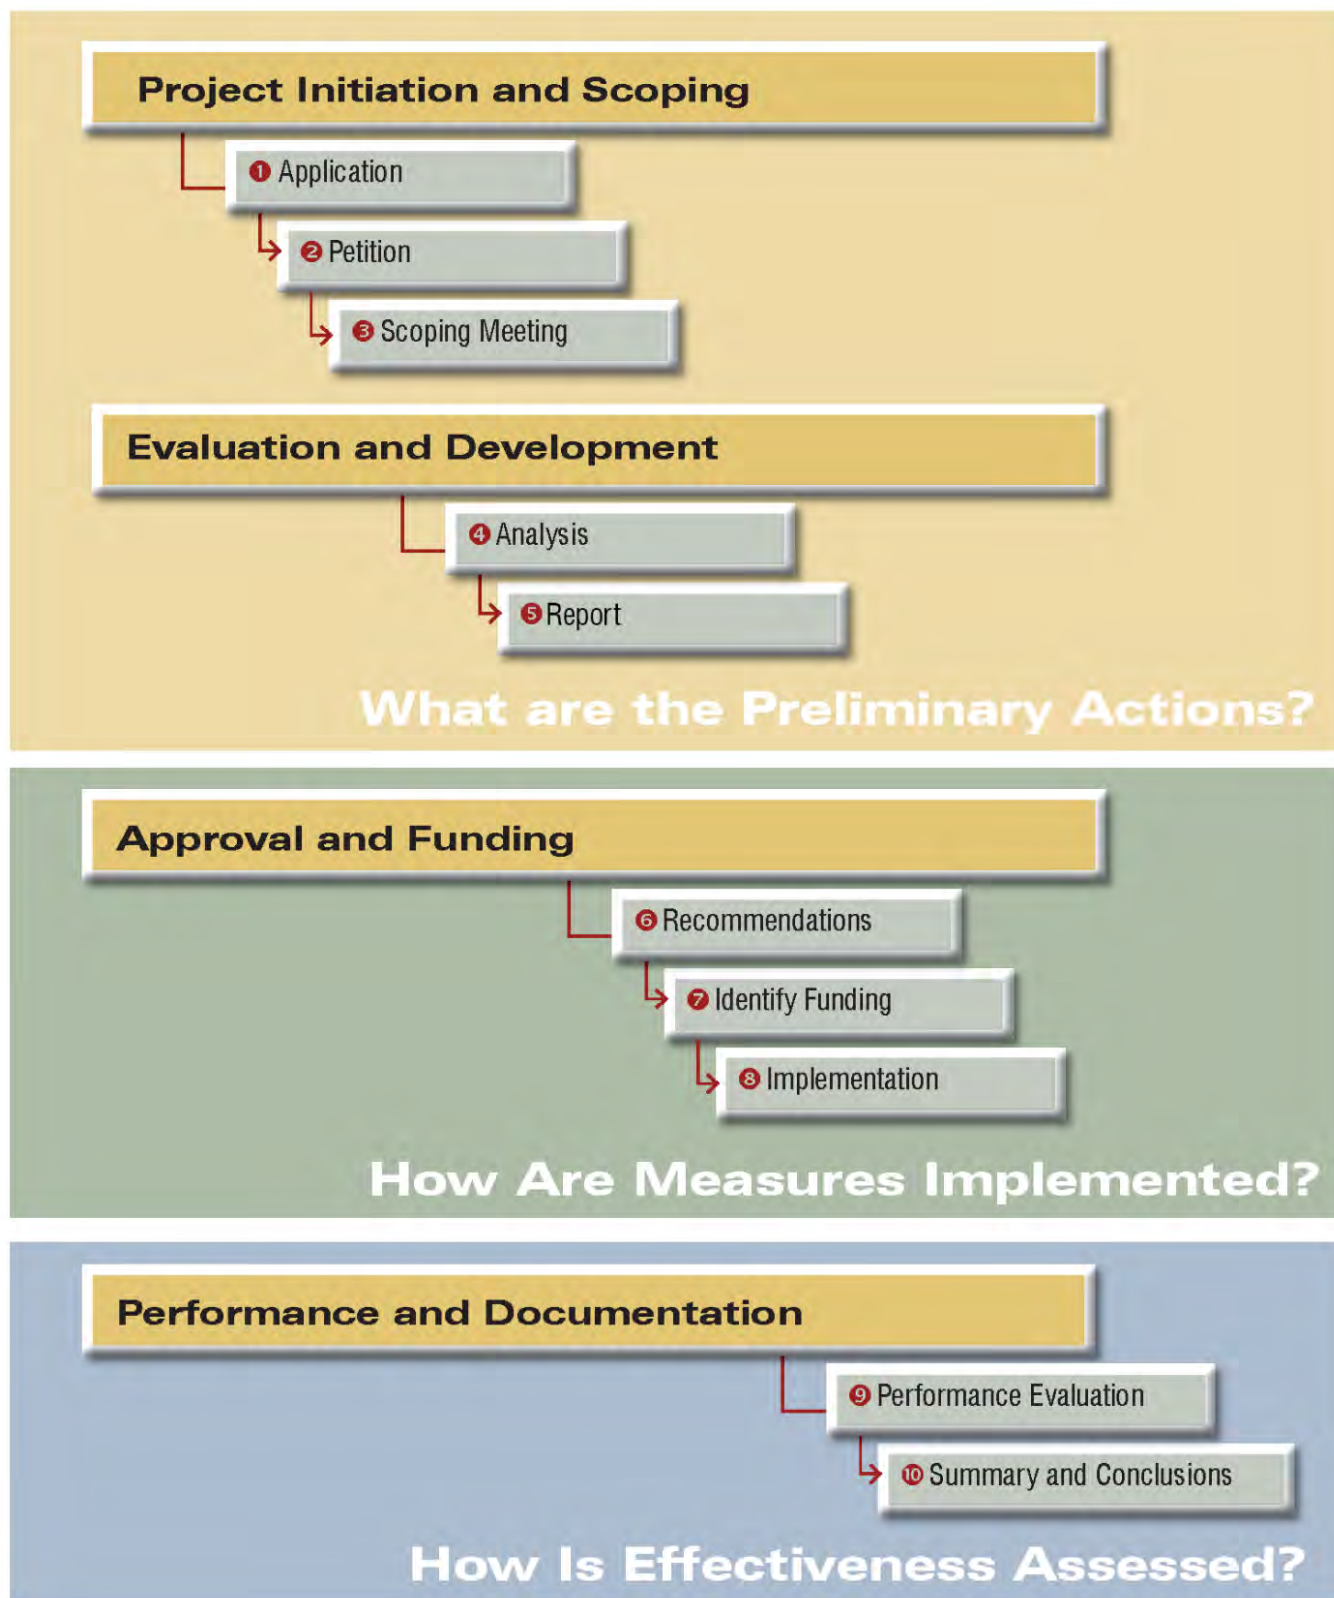 Project Initiation and Scoping
❶ Application
❷ Petition
❸ Scoping Meeting
Evaluation and Development
❹ Analysis
❺ Report
What are the Preliminary Actions?
Approval and Funding
❻ Recommendations
❼ Identify Funding
❽ Implementation
How Are Measures Implemented?
Performance and Documentation
❾ Performance Evaluation
❿ Summary and Conclusions
How Is Effectiveness Assessed?